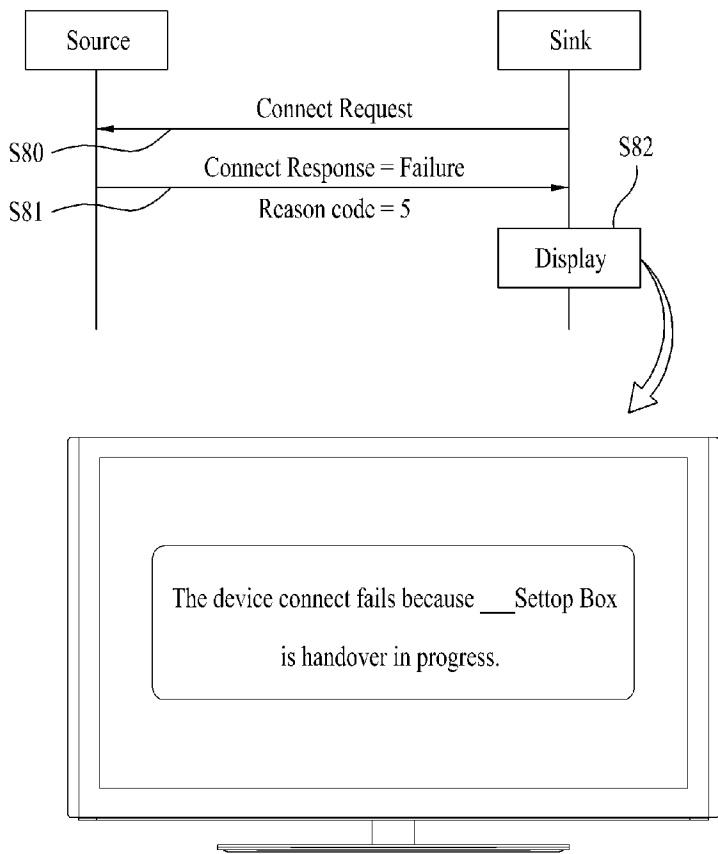 Source
Sink
Connect Request
S80
S82
Connect Response = Failure
S81
Reason code = 5
Display
The device connect fails because ___Settop Box
is handover in progress.